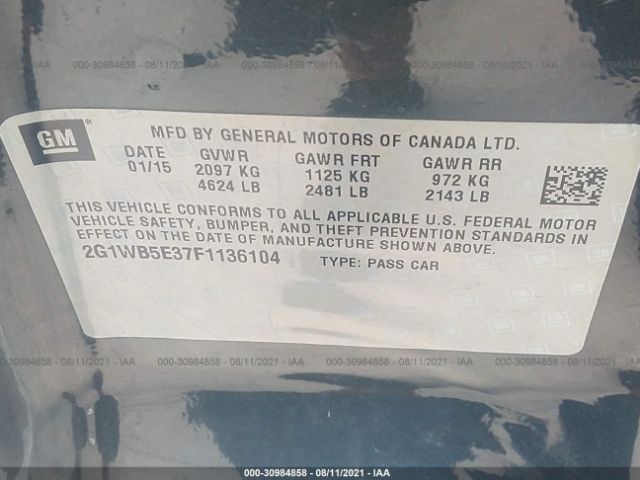 000-30984858 - 08/11/2021 - IAA
GM
MFD BY GENERAL MOTORS OF CANADA LTD.
DATE GVWR GAWR FRT GAWR RR
01/15 2097 KG 1125 KG 972 KG
4624 LB 2481 LB 2143 LB
THIS VEHICLE CONFORMS TO ALL APPLICABLE U.S. FEDERAL MOTOR
VEHICLE SAFETY, BUMPER, AND THEFT PREVENTION STANDARDS IN
EFFECT ON THE DATE OF MANUFACTURE SHOWN ABOVE.
2G1WB5E37F1136104 TYPE: PASS CAR
000-30984858 - 08/11/2021 - IAA
000-30984858 - 08/11/2021 - IAA